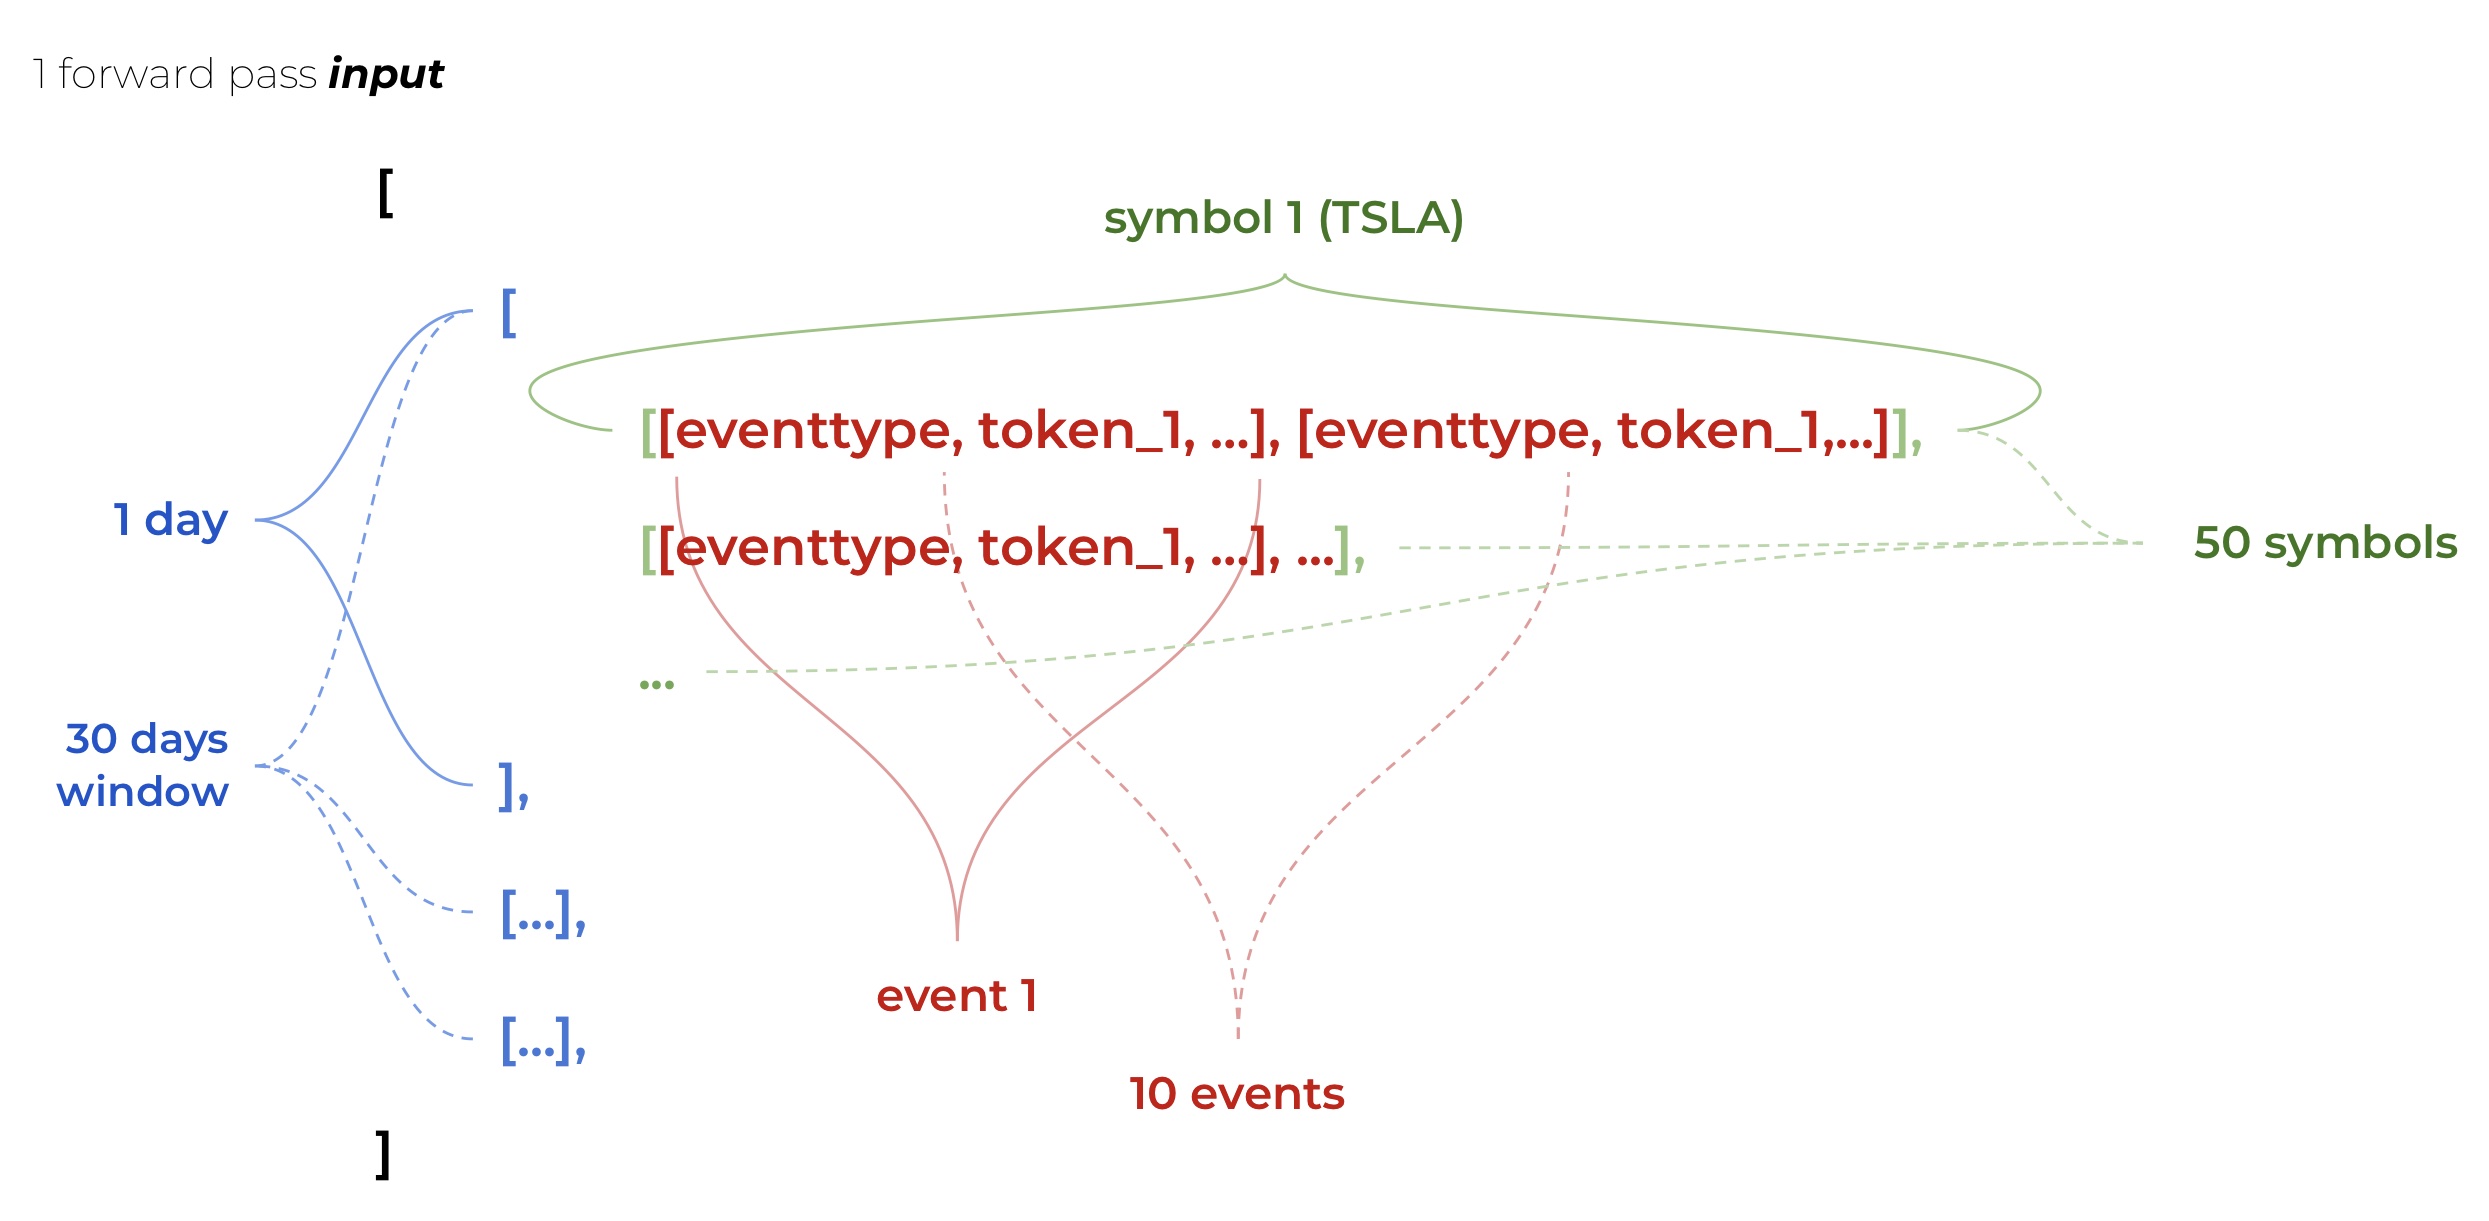 1 forward pass input
[
symbol 1 (TSLA)
[
[[eventtype, token_1, ...], [eventtype, token_1,...]],
1 day
[[eventtype, token_1, ...], ...],
50 symbols
...
30 days
window
],
[...],
event 1
[...],
10 events
]